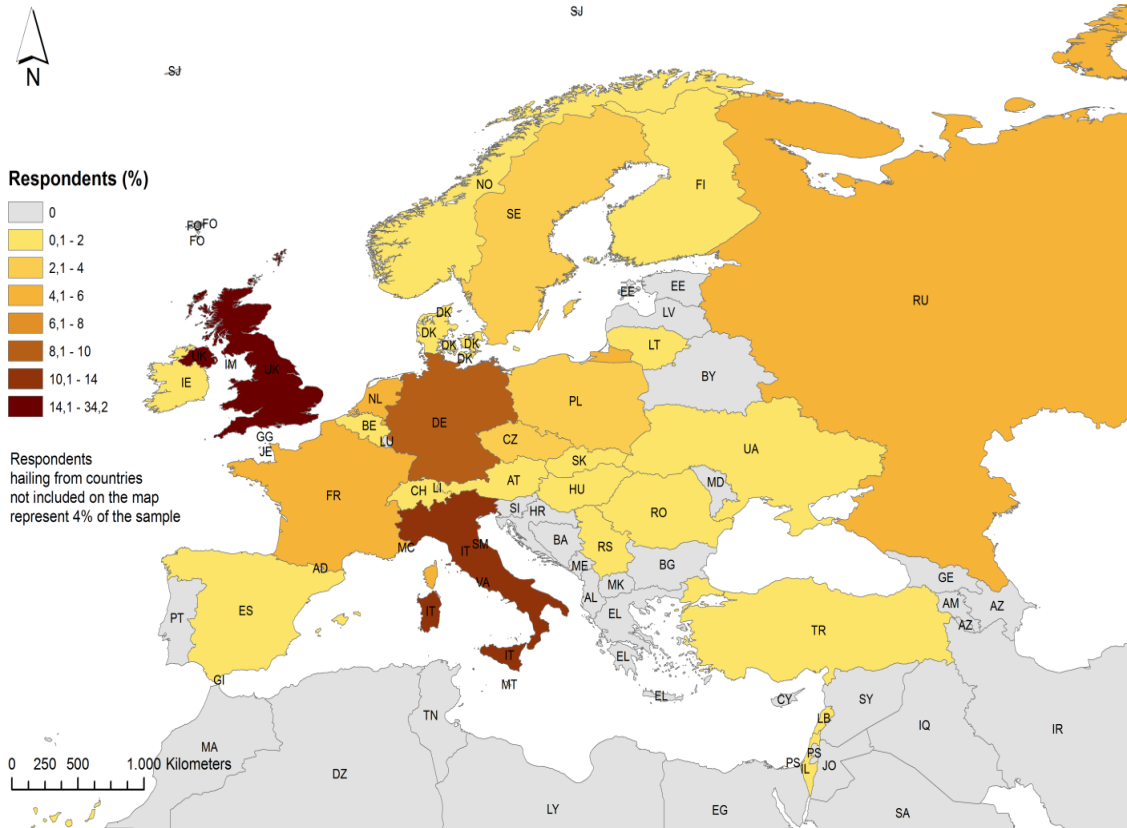 SJ
SJ
N
Respondents (%)
0
0,1 - 2
2,1 - 4
4,1 - 6
6,1 - 8
8,1 - 10
10,1 - 14
14,1 - 34,2
Respondents
hailing from countries
not included on the map
represent 4% of the sample
NO
FI
SE
FO
FO
FO
RU
EE
EE
LV
DK
DK
DK
DK
DK
LT
BY
UK
IM
UK
IE
NL
DE
PL
BE
LU
CZ
UA
GG
JE
SK
MD
FR
CH
LI
AT
HU
RO
SI
HR
MC
SM
IT
BA
RS
ME
BG
VA
MK
GE
AD
AL
AM
AZ
AZ
PT
ES
IT
EL
TR
IT
EL
GI
MT
EL
CY
SY
TN
LB
IQ
IR
MA
PS
PS
IL
JO
0 250 500 1.000 Kilometers
DZ
LY
EG
SA